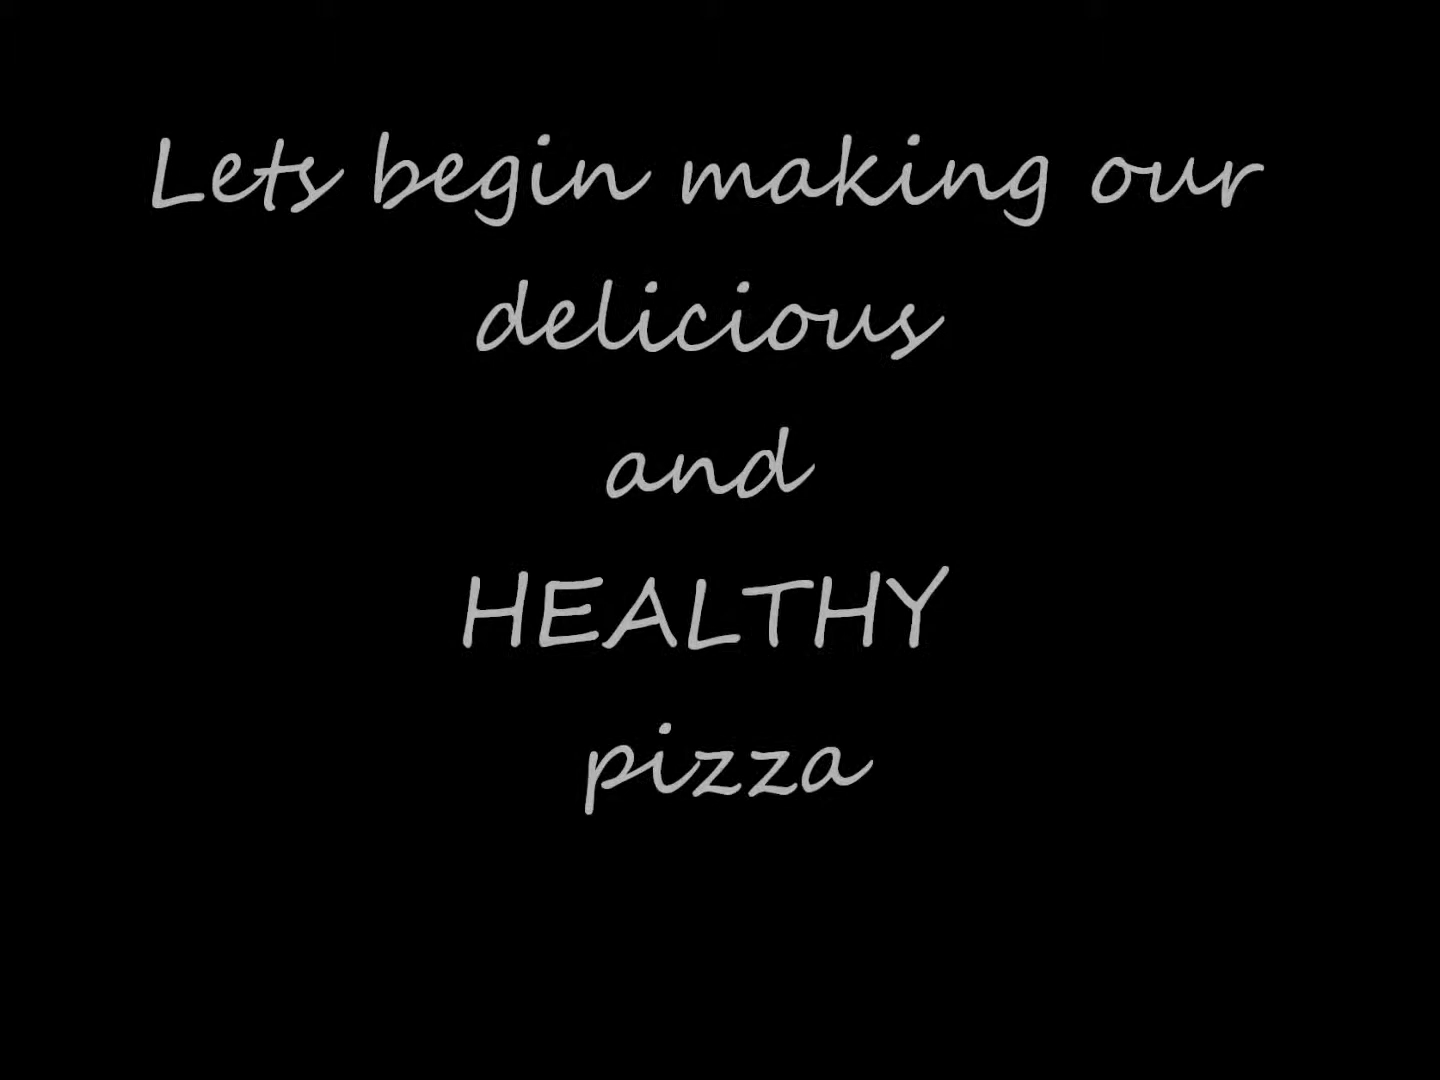 Lets begin making our
delicious
and
HEALTHY
pizza